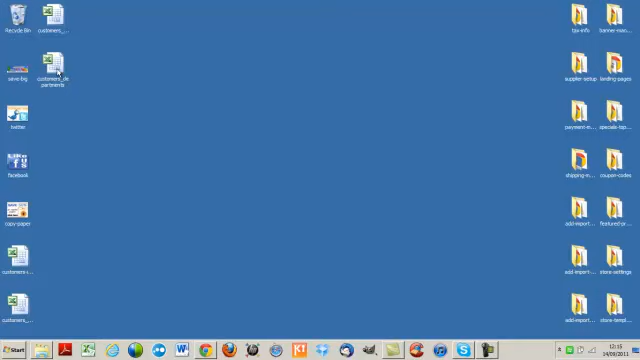 Recycle Bin
customers_...
save-big
customers_de
partments
twitter
facebook
copy-paper
customers-i...
customers_...
tax-info
banner-man...
supplier-setup
landing-pages
payment-m...
specials-top...
shipping-m...
coupon-codes
add-import...
featured-pr...
add-import...
store-settings
add-import...
store-templ...
Start
12:15
14/09/2011